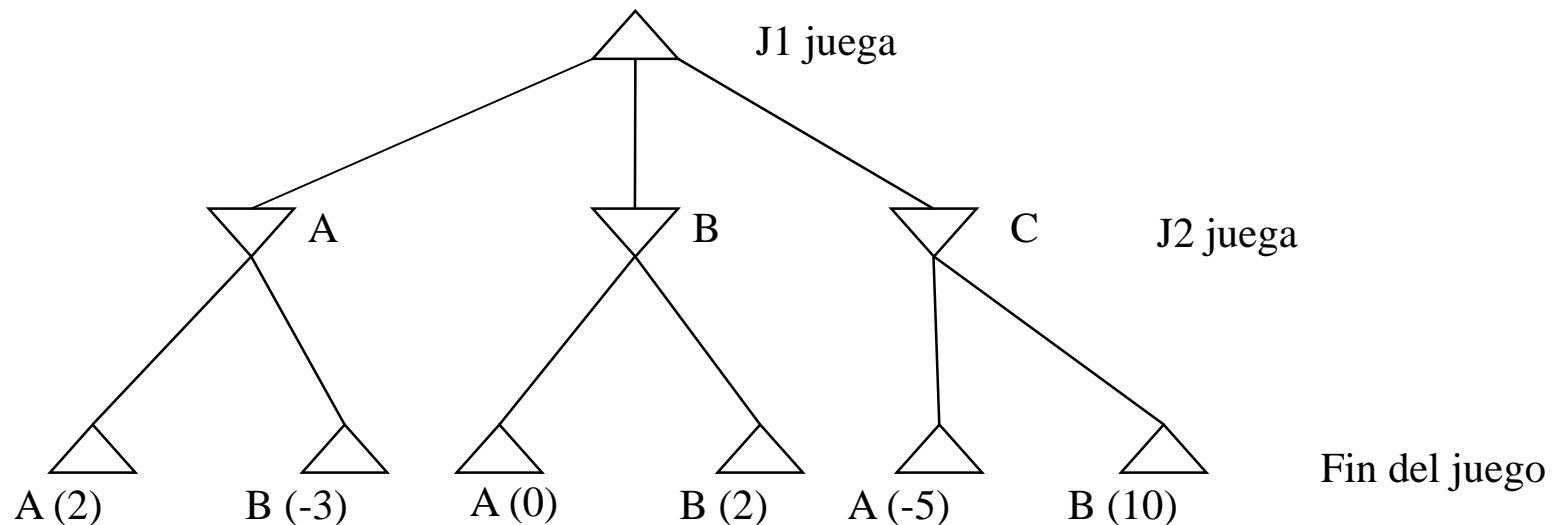 J1 juega
A
B
C
J2 juega
Fin del juego
A (2)
B (-3)
A (0)
B (2)
A (-5)
B (10)